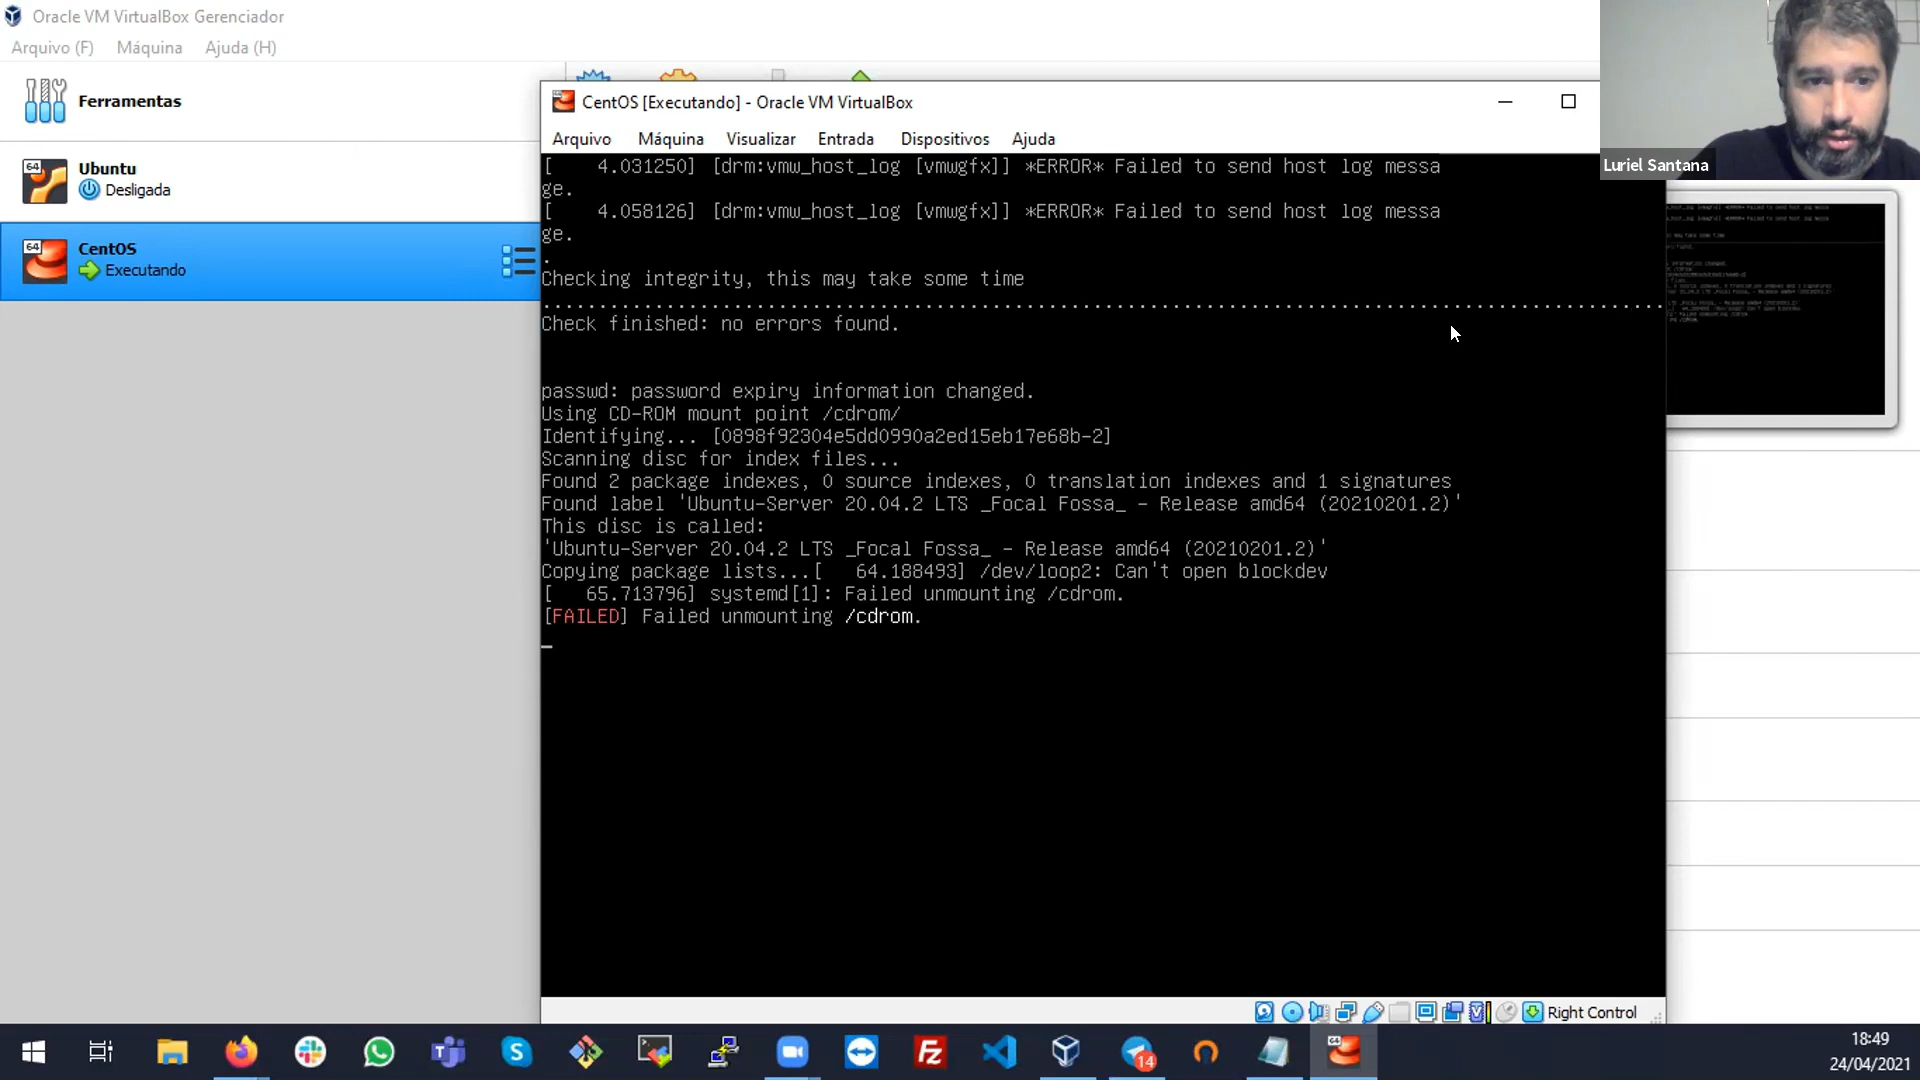 Oracle VM VirtualBox Gerenciador
Arquivo (F) Máquina Ajuda (H)
Ferramentas
64
Ubuntu
Desligada
64
CentOS
Executando
64
CentOS [Executando] - Oracle VM VirtualBox
Arquivo Máquina Visualizar Entrada Dispositivos Ajuda
Luriel Santana
[    4.031250] [drm:vmw_host_log [vmwgfx]] *ERROR* Failed to send host log messa
ge.
[    4.058126] [drm:vmw_host_log [vmwgfx]] *ERROR* Failed to send host log messa
ge.
.
Checking integrity, this may take some time
....................................................................................................
Check finished: no errors found.
passwd: password expiry information changed.
Using CD-ROM mount point /cdrom/
Identifying... [0898f92304e5dd0990a2ed15eb17e68b-2]
Scanning disc for index files...
Found 2 package indexes, 0 source indexes, 0 translation indexes and 1 signatures
Found label 'Ubuntu-Server 20.04.2 LTS _Focal Fossa_ - Release amd64 (20210201.2)'
This disc is called:
'Ubuntu-Server 20.04.2 LTS _Focal Fossa_ - Release amd64 (20210201.2)'
Copying package lists...[   64.188493] /dev/loop2: Can't open blockdev
[   65.713796] systemd[1]: Failed unmounting /cdrom.
[FAILED] Failed unmounting /cdrom.
Right Control
14
64
18:49
24/04/2021